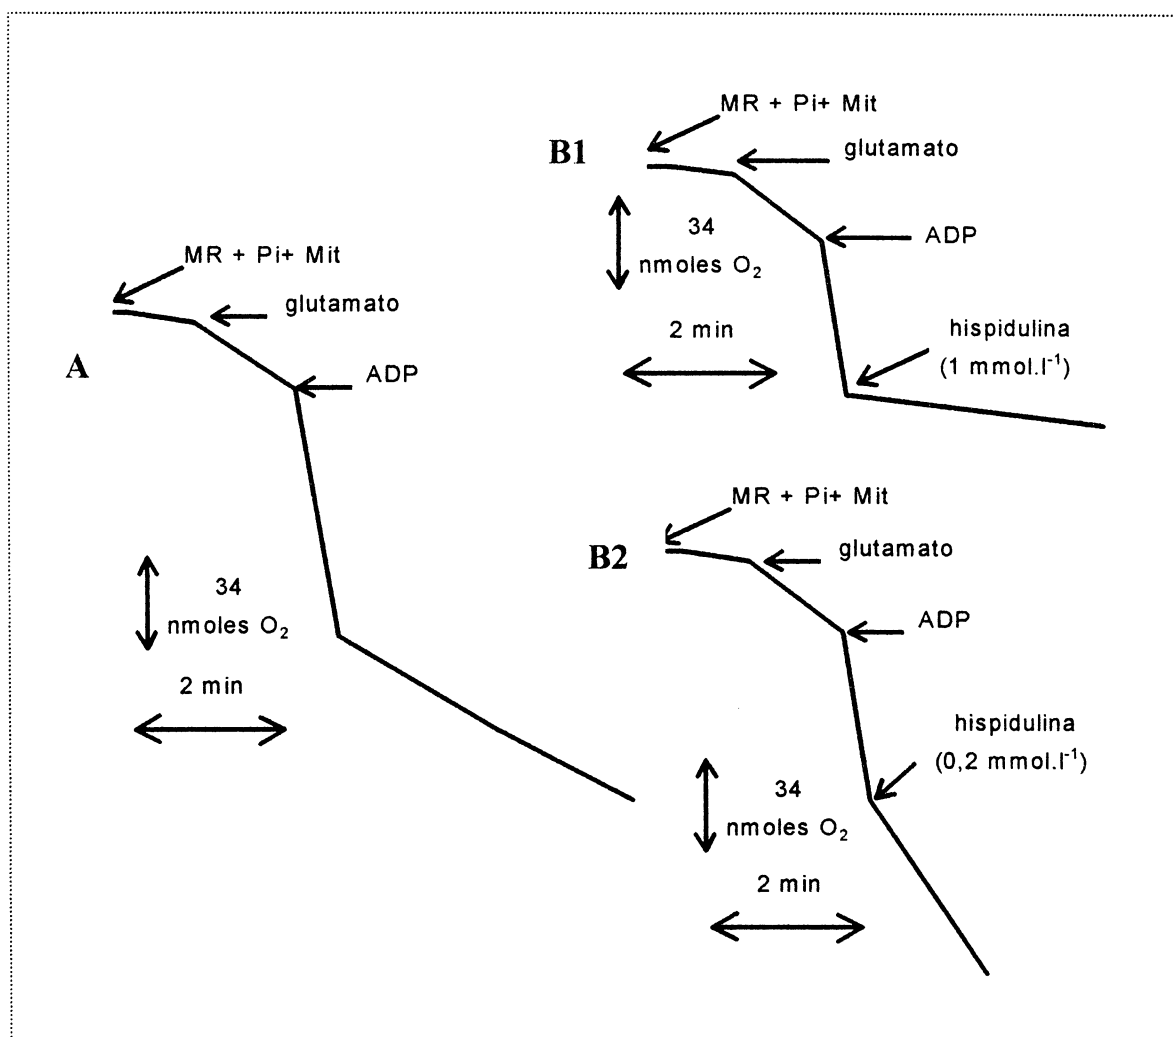 A
MR + Pi+ Mit
glutamato
ADP
34
nmoles O₂
2 min
B1
MR + Pi+ Mit
glutamato
34
nmoles O₂
ADP
2 min
hispidulina
(1 mmol.l⁻¹)
B2
MR + Pi+ Mit
glutamato
ADP
hispidulina
(0,2 mmol.l⁻¹)
34
nmoles O₂
2 min